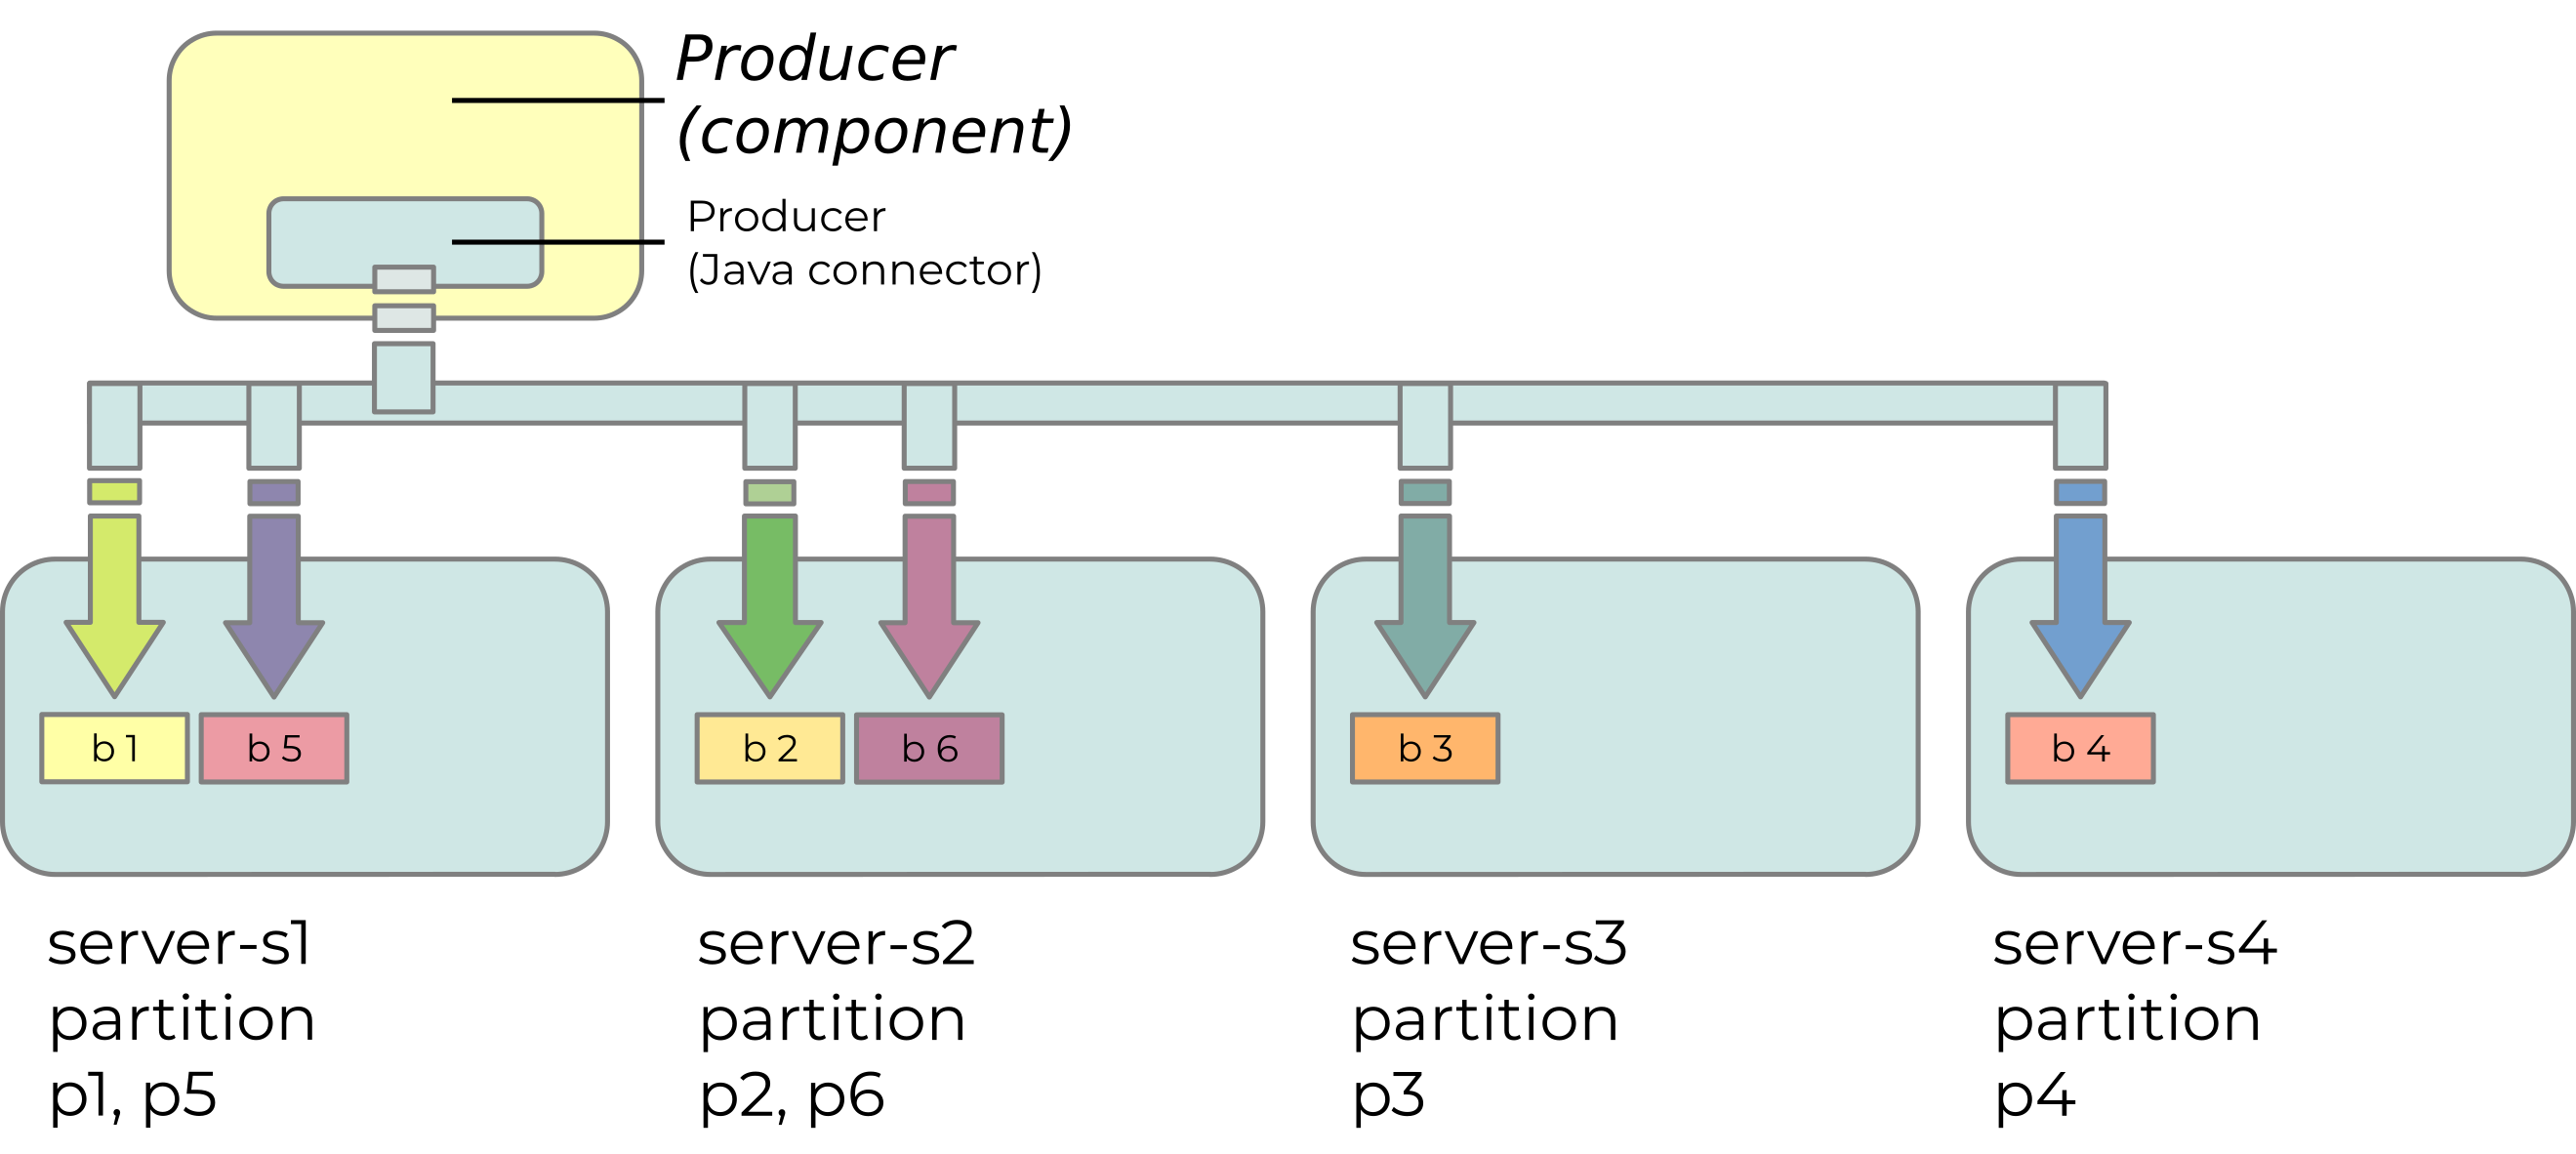 Producer
(component)
Producer
(Java connector)
b 1
b 5
b 2
b 6
b 3
b 4
server-s1
partition
p1, p5
server-s2
partition
p2, p6
server-s3
partition
p3
server-s4
partition
p4